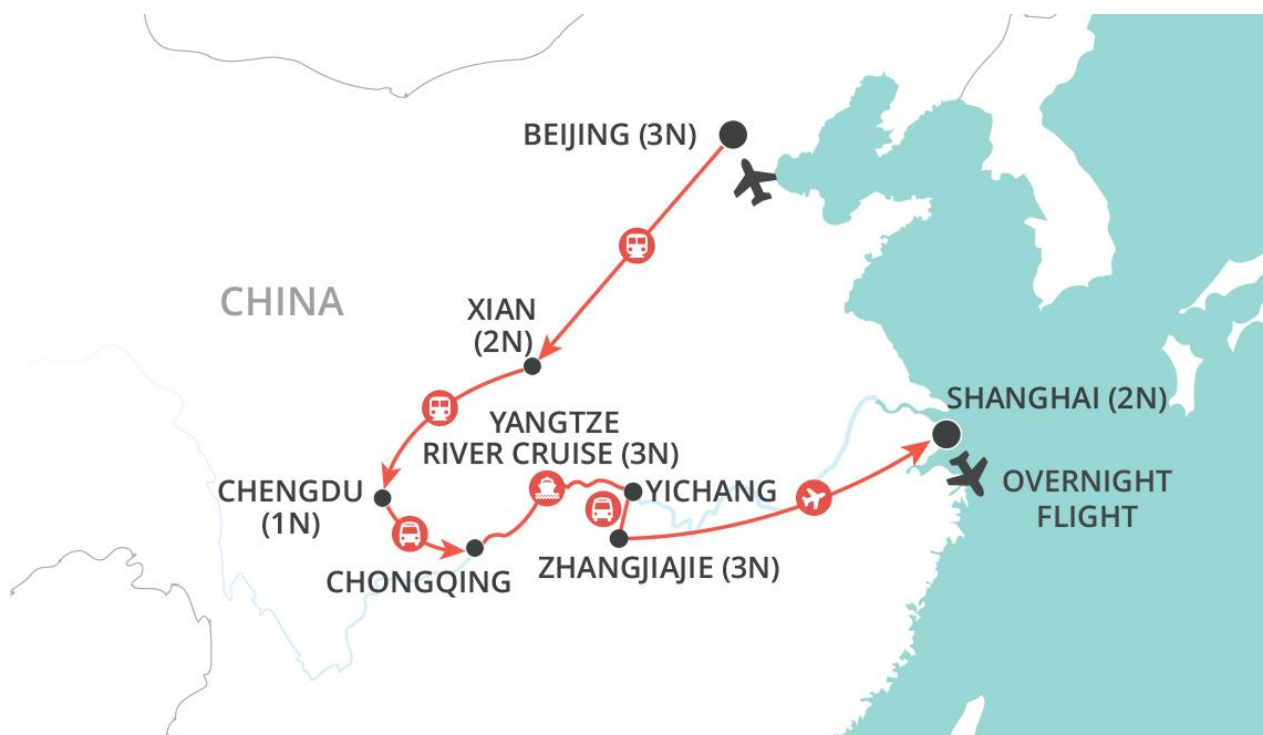 BEIJING (3N)
CHINA
XIAN
(2N)
SHANGHAI (2N)
YANGTZE
RIVER CRUISE (3N)
CHENGDU
(1N)
YICHANG
OVERNIGHT
FLIGHT
CHONGQING
ZHANGJIAJIE (3N)